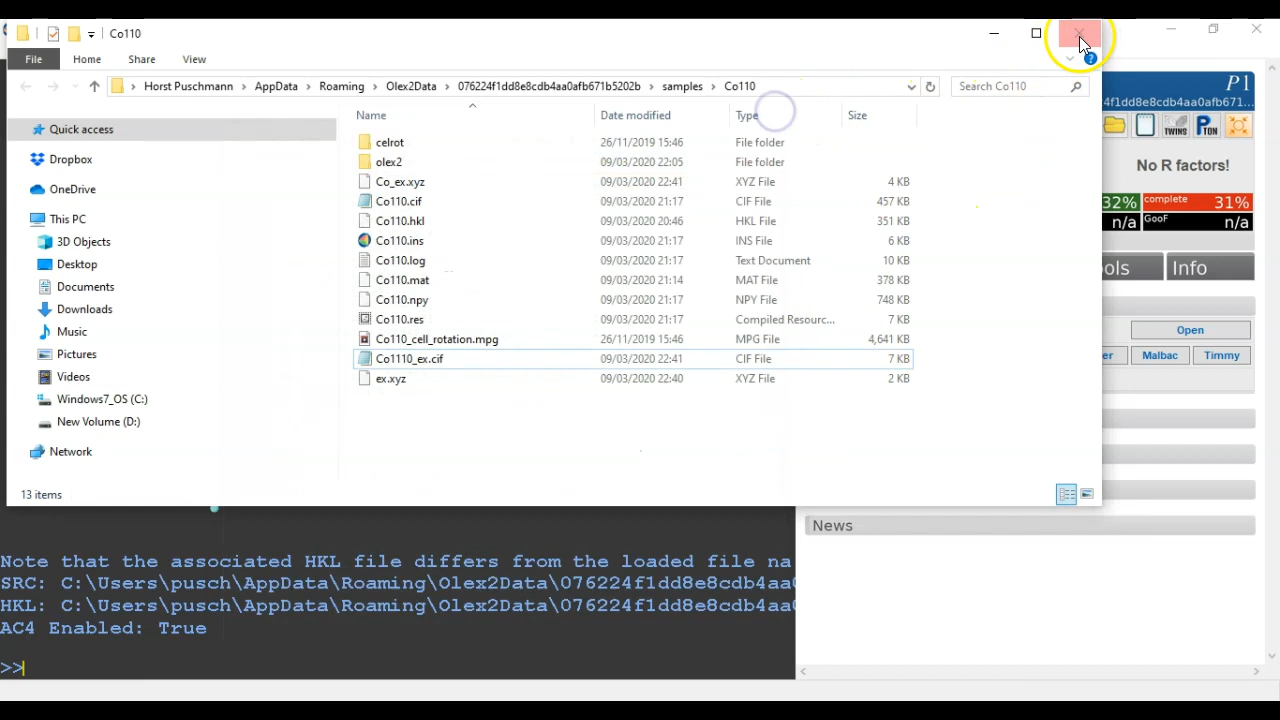 Co110
File Home Share View
Horst Puschmann > AppData > Roaming > Olex2Data > 076224f1dd8e8cdb4aa0afb671b5202b > samples > Co110
Search Co110
Name Date modified Type Size
Quick access
Dropbox
OneDrive
This PC
3D Objects
Desktop
Documents
Downloads
Music
Pictures
Videos
Windows7_OS (C:)
New Volume (D:)
Network
celrot 26/11/2019 15:46 File folder
olex2 09/03/2020 22:05 File folder
Co_ex.xyz 09/03/2020 22:41 XYZ File 4 KB
Co110.cif 09/03/2020 21:17 CIF File 457 KB
Co110.hkl 09/03/2020 20:46 HKL File 351 KB
Co110.ins 09/03/2020 21:17 INS File 6 KB
Co110.log 09/03/2020 21:17 Text Document 10 KB
Co110.mat 09/03/2020 21:14 MAT File 378 KB
Co110.npy 09/03/2020 21:17 NPY File 748 KB
Co110.res 09/03/2020 21:17 Compiled Resourc... 7 KB
Co110_cell_rotation.mpg 26/11/2019 15:46 MPG File 4,641 KB
Co1110_ex.cif 09/03/2020 22:41 CIF File 7 KB
ex.xyz 09/03/2020 22:40 XYZ File 2 KB
13 items
P1
4f1dd8e8cdb4aa0afb671...
TWINS PTON
No R factors!
32% complete 31%
n/a GooF n/a
ols Info
Open
er Malbac Timmy
News
Note that the associated HKL file differs from the loaded file na
SRC: C:\Users\pusch\AppData\Roaming\Olex2Data\076224f1dd8e8cdb4aa
HKL: C:\Users\pusch\AppData\Roaming\Olex2Data\076224f1dd8e8cdb4aa
AC4 Enabled: True
>>